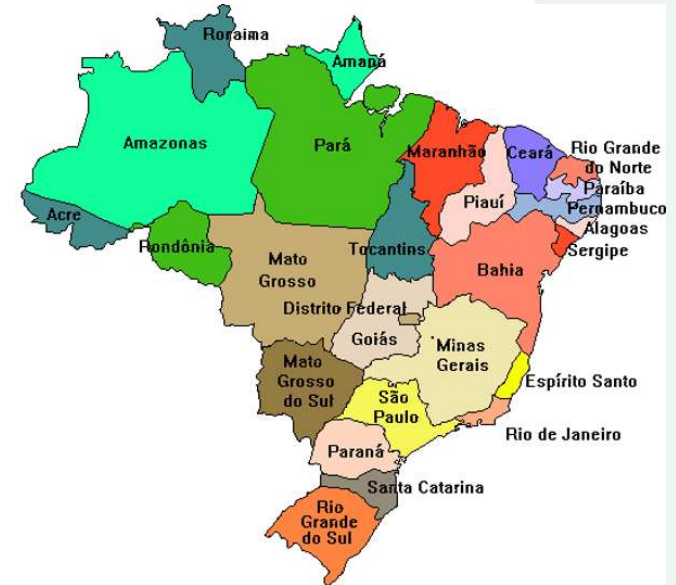 Roraima
Amapá
Amazonas
Pará
Maranhão
Ceará
Rio Grande
do Norte
Paraíba
Piauí
Pernambuco
Acre
Alagoas
Rondônia
Tocantins
Sergipe
Mato
Grosso
Bahia
Distrito Federal
Goiás
Minas
Gerais
Mato
Grosso
do Sul
Espírito Santo
São
Paulo
Rio de Janeiro
Paraná
Santa Catarina
Rio
Grande
do Sul